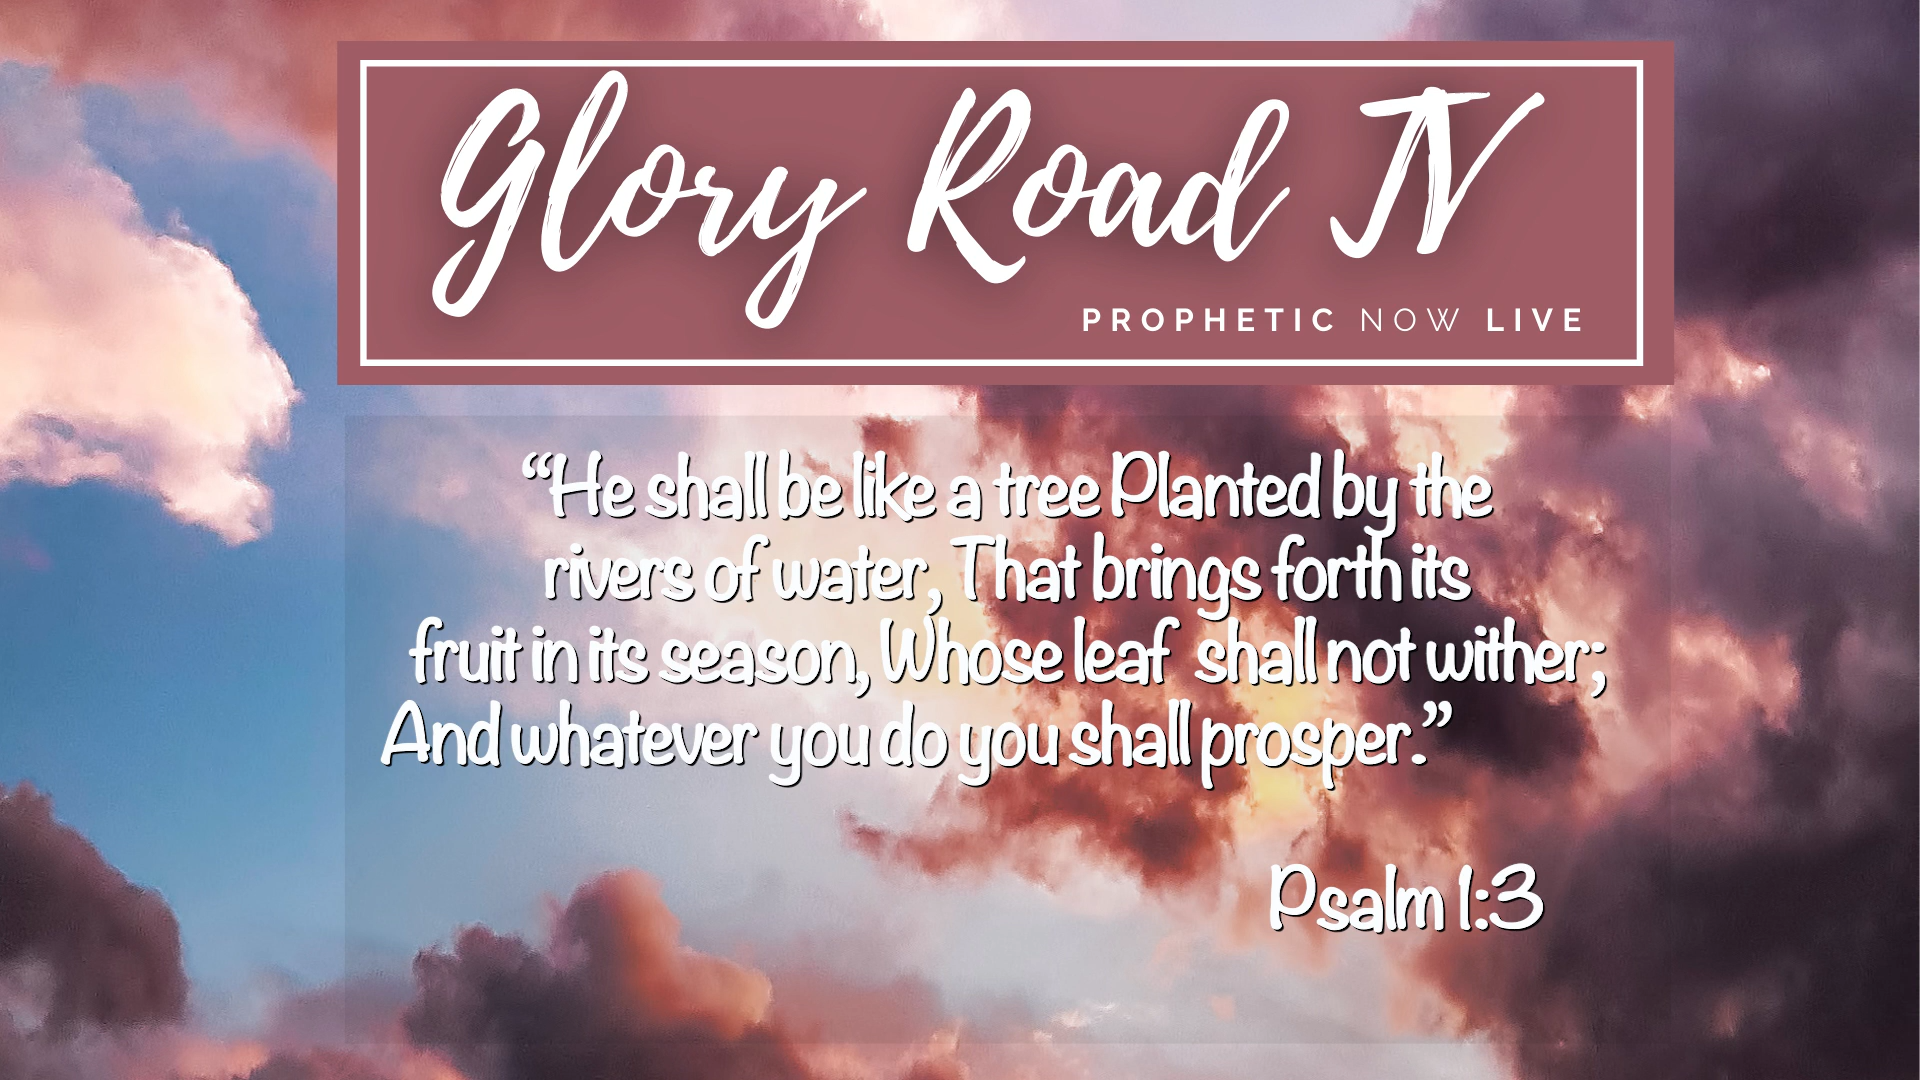 Glory Road TV
PROPHETIC NOW LIVE
“He shall be like a tree Planted by the
rivers of water, That brings forth its
fruit in its season, Whose leaf shall not wither;
And whatever you do you shall prosper.”
Psalm 1:3